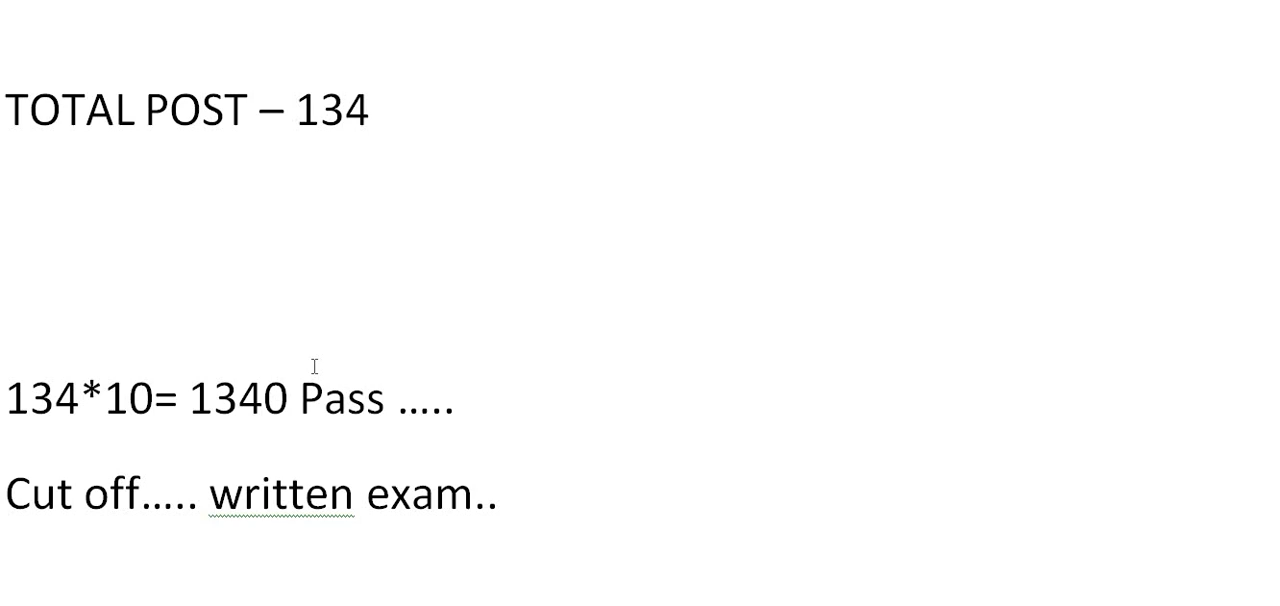 TOTAL POST – 134
134*10= 1340 Pass .....
Cut off..... written exam..